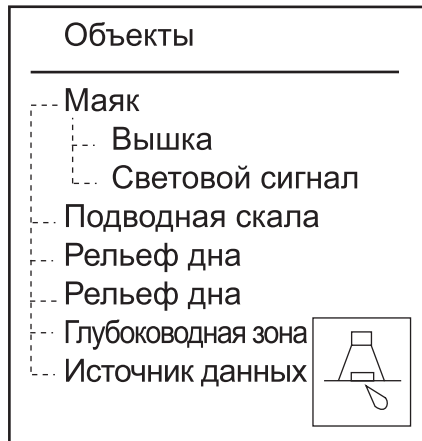 Объекты
Маяк
Вышка
Световой сигнал
Подводная скала
Рельеф дна
Рельеф дна
Глубоководная зона
Источник данных